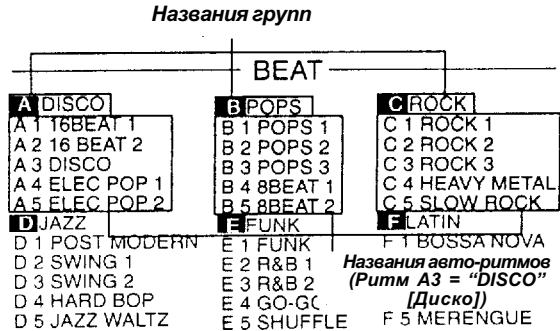 Названия групп
BEAT
A DISCO
A 1 16BEAT 1
A 2 16 BEAT 2
A 3 DISCO
A 4 ELEC POP 1
A 5 ELEC POP 2
B POPS
B 1 POPS 1
B 2 POPS 2
B 3 POPS 3
B 4 8BEAT 1
B 5 8BEAT 2
C ROCK
C 1 ROCK 1
C 2 ROCK 2
C 3 ROCK 3
C 4 HEAVY METAL
C 5 SLOW ROCK
D JAZZ
D 1 POST MODERN
D 2 SWING 1
D 3 SWING 2
D 4 HARD BOP
D 5 JAZZ WALTZ
E FUNK
E 1 FUNK
E 2 R&B 1
E 3 R&B 2
E 4
E 5 SHUFFLE
F LATIN
F 1 BOSSA NOVA
Названия авто-ритмов
(Ритм A3 = “DISCO”
[Диско])
F 5 MERENGUE